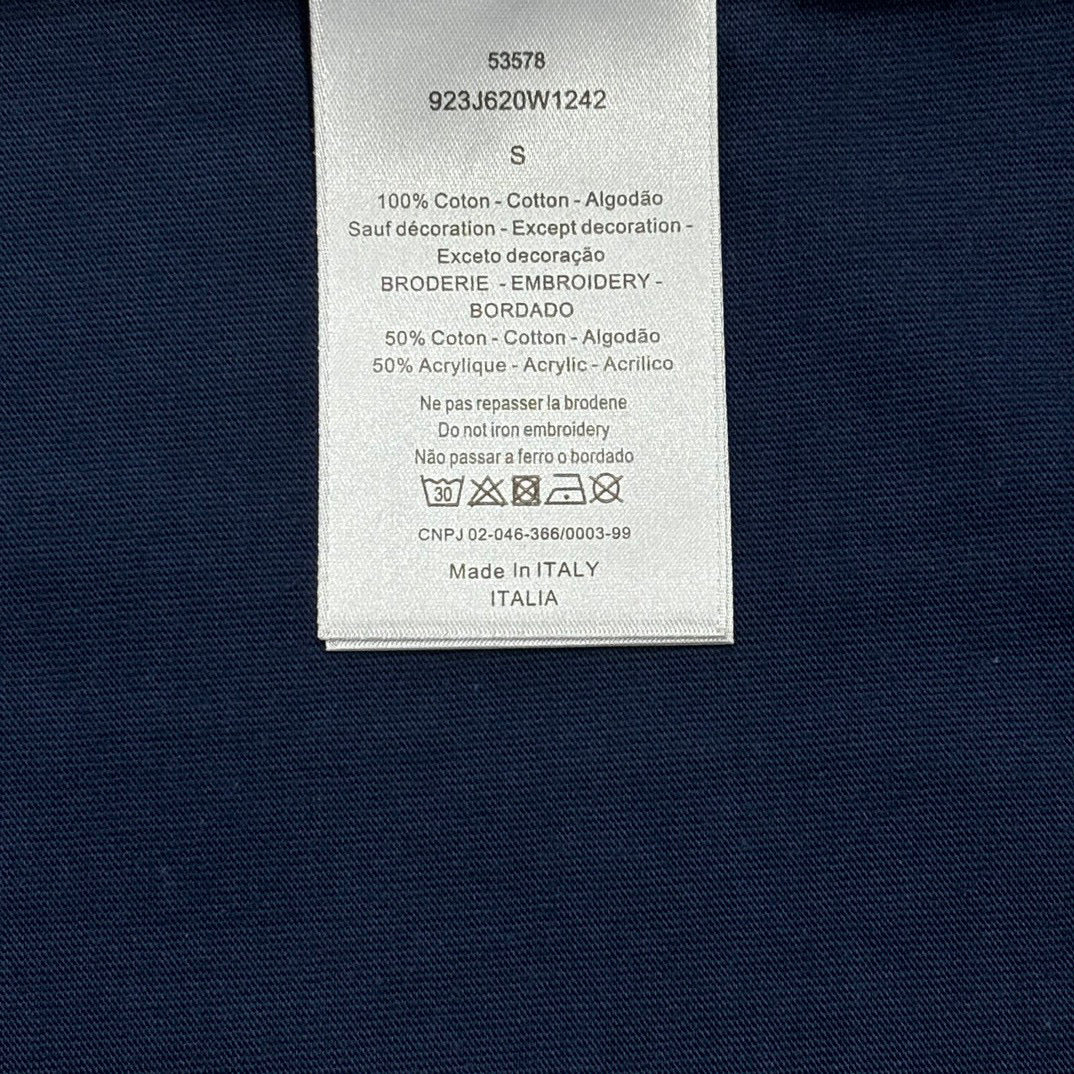 53578
923J620W1242
S
100% Coton - Cotton - Algodão
Sauf décoration - Except decoration -
Exceto decoração
BRODERIE - EMBROIDERY -
BORDADO
50% Coton - Cotton - Algodão
50% Acrylique - Acrylic - Acrilico
Ne pas repasser la brodene
Do not iron embroidery
Não passar a ferro o bordado
30
CNPJ 02-046-366/0003-99
Made In ITALY
ITALIA